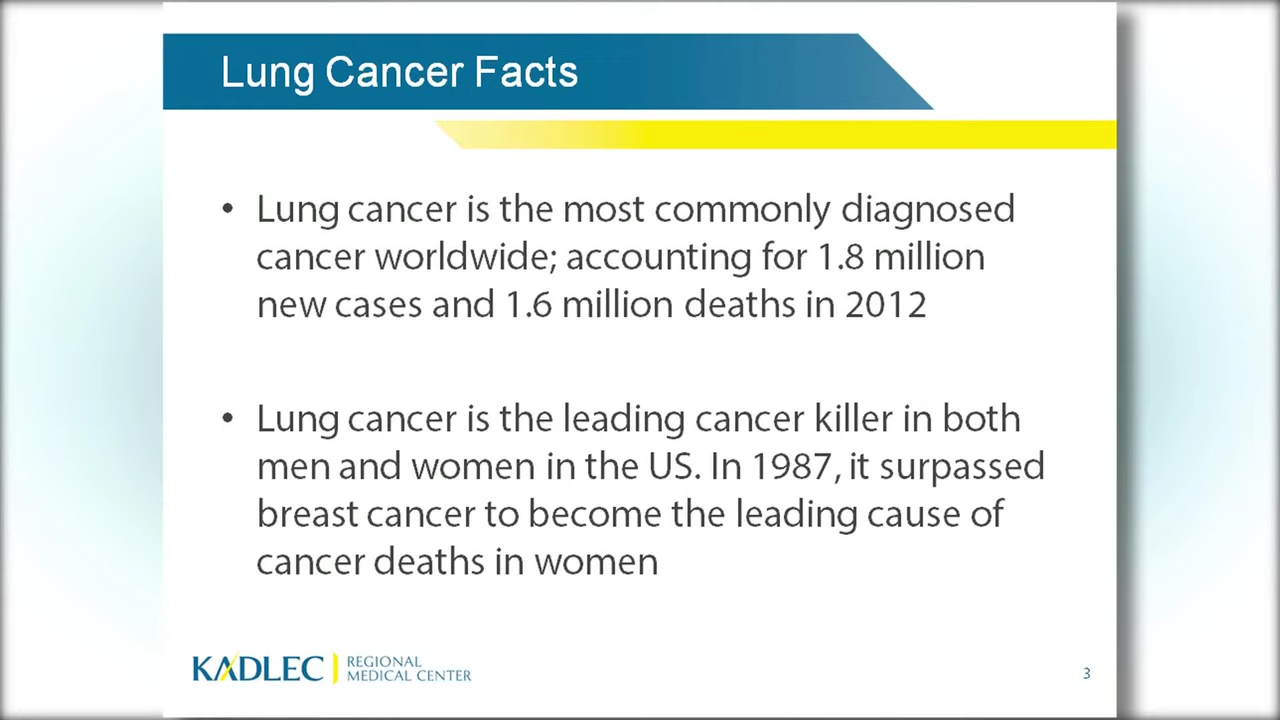 Lung Cancer Facts
• Lung cancer is the most commonly diagnosed
cancer worldwide; accounting for 1.8 million
new cases and 1.6 million deaths in 2012
• Lung cancer is the leading cancer killer in both
men and women in the US. In 1987, it surpassed
breast cancer to become the leading cause of
cancer deaths in women
KADLEC
REGIONAL
MEDICAL CENTER
3